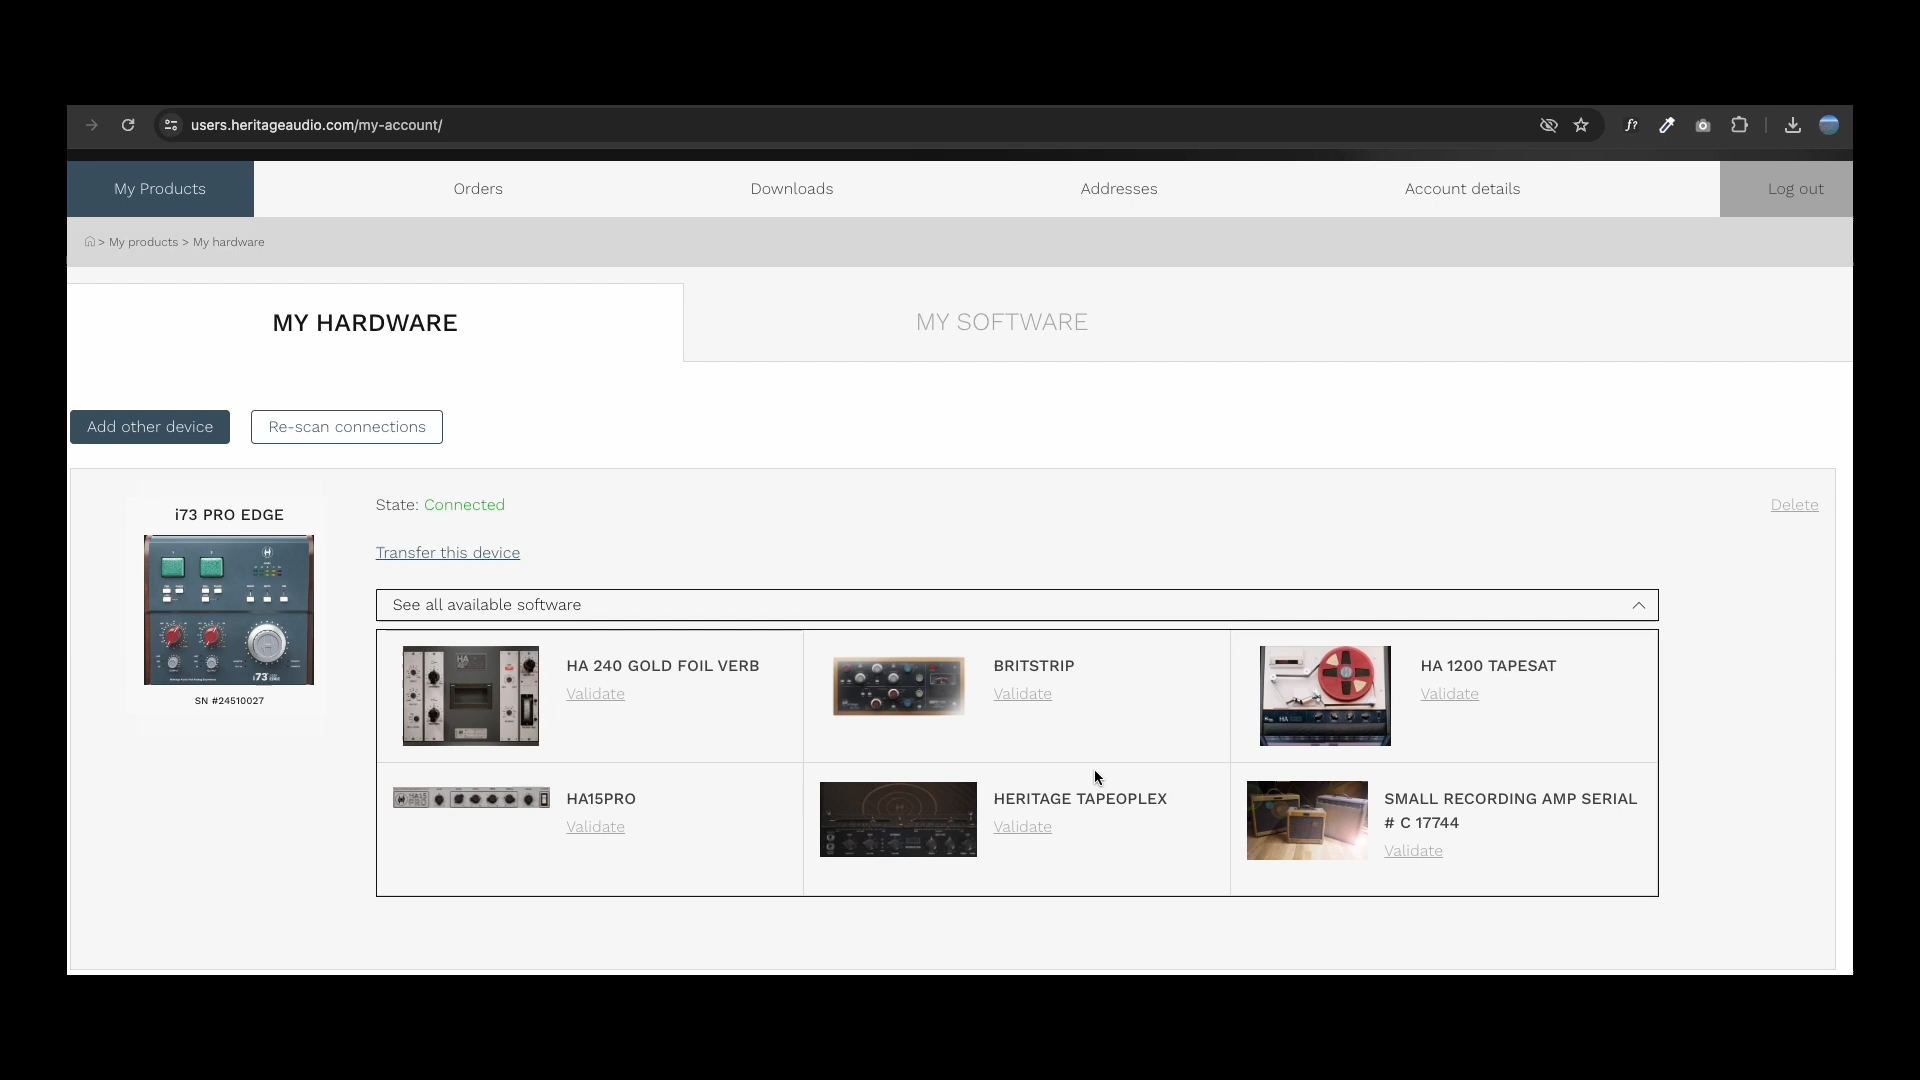 users.heritageaudio.com/my-account/
f?
My Products
Orders
Downloads
Addresses
Account details
Log out
> My products > My hardware
MY HARDWARE
MY SOFTWARE
Add other device
Re-scan connections
i73 PRO EDGE
SN #24510027
State: Connected
Delete
Transfer this device
See all available software
HA 240 GOLD FOIL VERB
Validate
BRITSTRIP
Validate
HA 1200 TAPESAT
Validate
HA15PRO
Validate
HERITAGE TAPEOPLEX
Validate
SMALL RECORDING AMP SERIAL
# C 17744
Validate